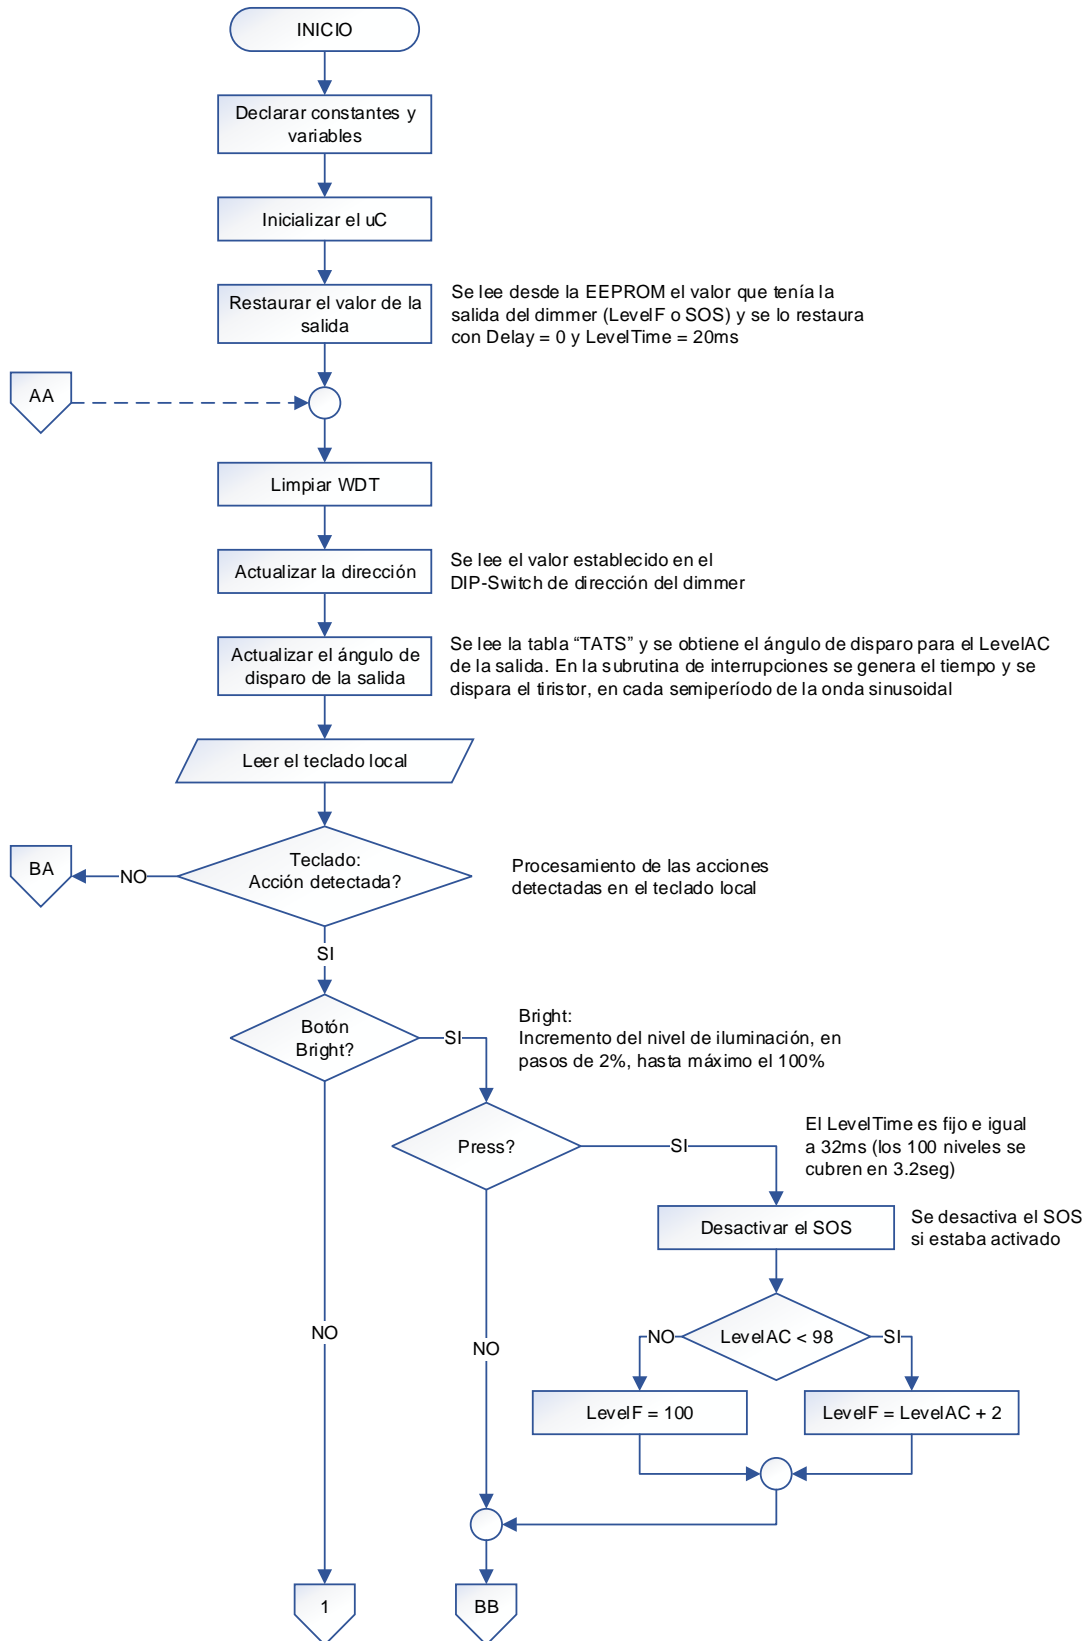 INICIO
Declarar constantes y
variables
Inicializar el uC
Restaurar el valor de la
salida
Se lee desde la EEPROM el valor que tenía la
salida del dimmer (LevelF o SOS) y se lo restaura
con Delay = 0 y LevelTime = 20ms
AA
Limpiar WDT
Actualizar la dirección
Se lee el valor establecido en el
DIP-Switch de dirección del dimmer
Actualizar el ángulo de
disparo de la salida
Se lee la tabla “TATS” y se obtiene el ángulo de disparo para el LevelAC
de la salida. En la subrutina de interrupciones se genera el tiempo y se
dispara el tiristor, en cada semiperíodo de la onda sinusoidal
Leer el teclado local
Teclado:
Acción detectada?
NO
BA
Procesamiento de las acciones
detectadas en el teclado local
SI
Botón
Bright?
SI
Bright:
Incremento del nivel de iluminación, en
pasos de 2%, hasta máximo el 100%
Press?
SI
El LevelTime es fijo e igual
a 32ms (los 100 niveles se
cubren en 3.2seg)
Desactivar el SOS
Se desactiva el SOS
si estaba activado
NO
NO
NO
LevelAC < 98
SI
LevelF = 100
LevelF = LevelAC + 2
1
BB